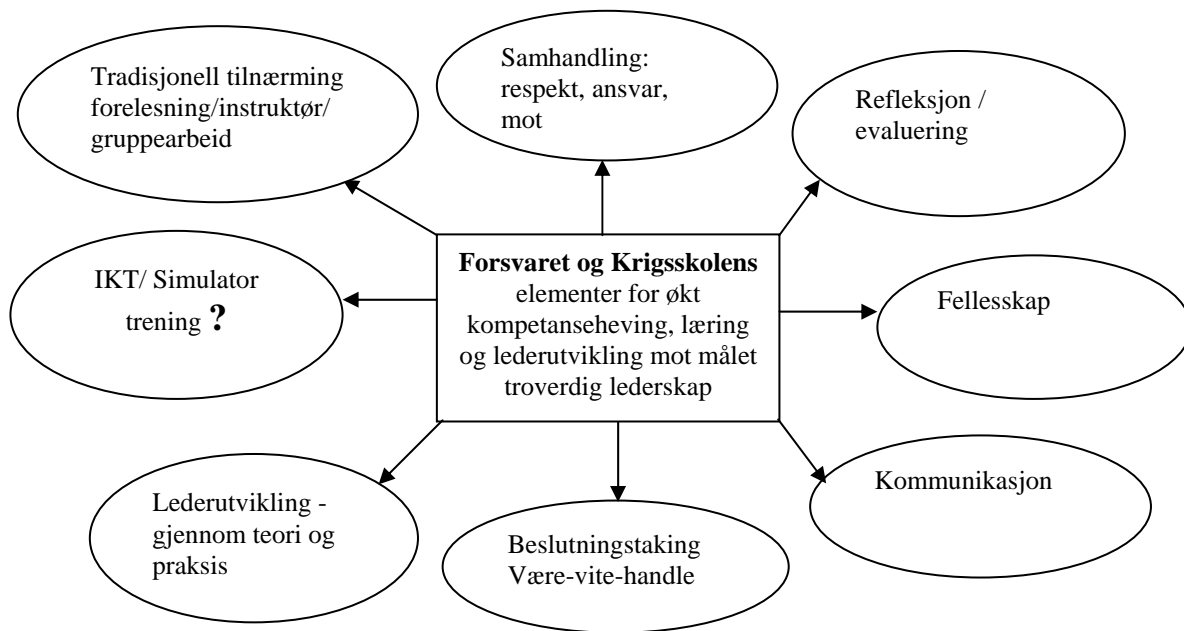 Tradisjonell tilnærming
forelesning/instruktør/
gruppearbeid
Samhandling:
respekt, ansvar,
mot
Refleksjon /
evaluering
IKT/ Simulator
trening ?
Forsvaret og Krigsskolens
elementer for økt
kompetanseheving, læring
og lederutvikling mot målet
troverdig lederskap
Fellesskap
Lederutvikling -
gjennom teori og
praksis
Beslutningstaking
Være-vite-handle
Kommunikasjon